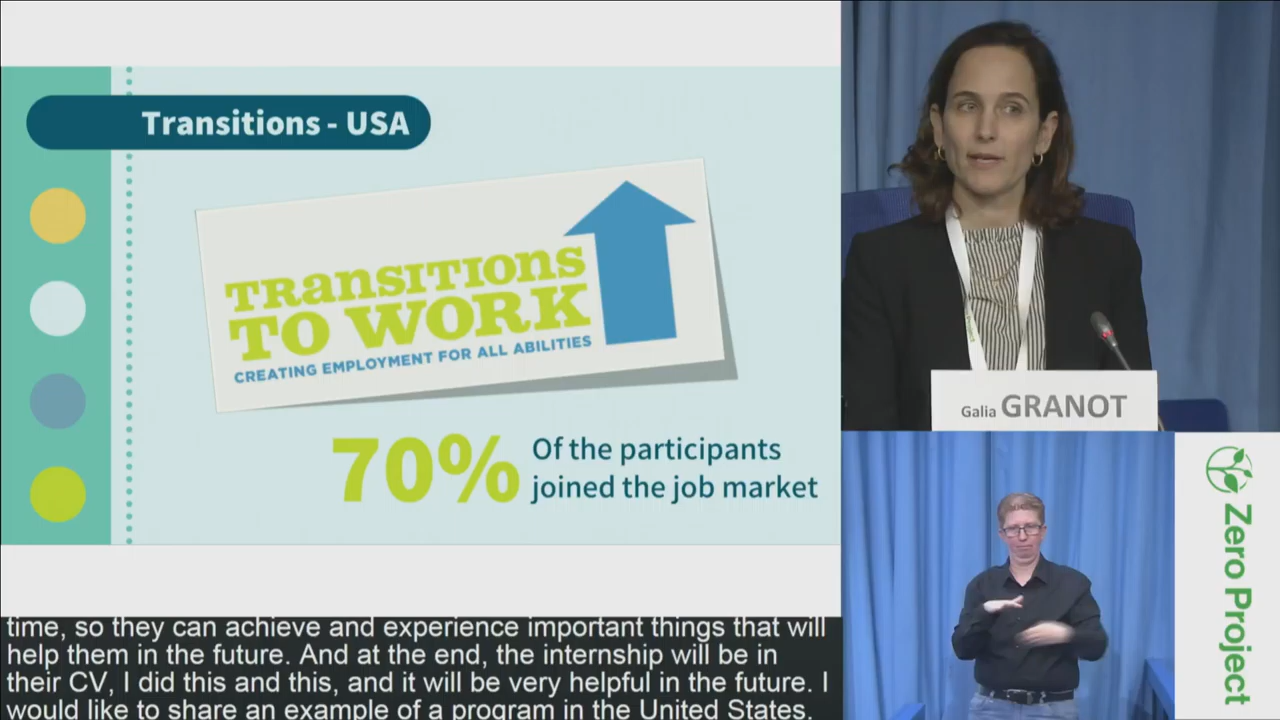 Transitions - USA
TRANSITIONS
TO WORK
CREATING EMPLOYMENT FOR ALL ABILITIES
70%
Of the participants
joined the job market
Galia GRANOT
Zero Project
time, so they can achieve and experience important things that will
help them in the future. And at the end, the internship will be in
their CV, I did this and this, and it will be very helpful in the future. I
would like to share an example of a program in the United States.